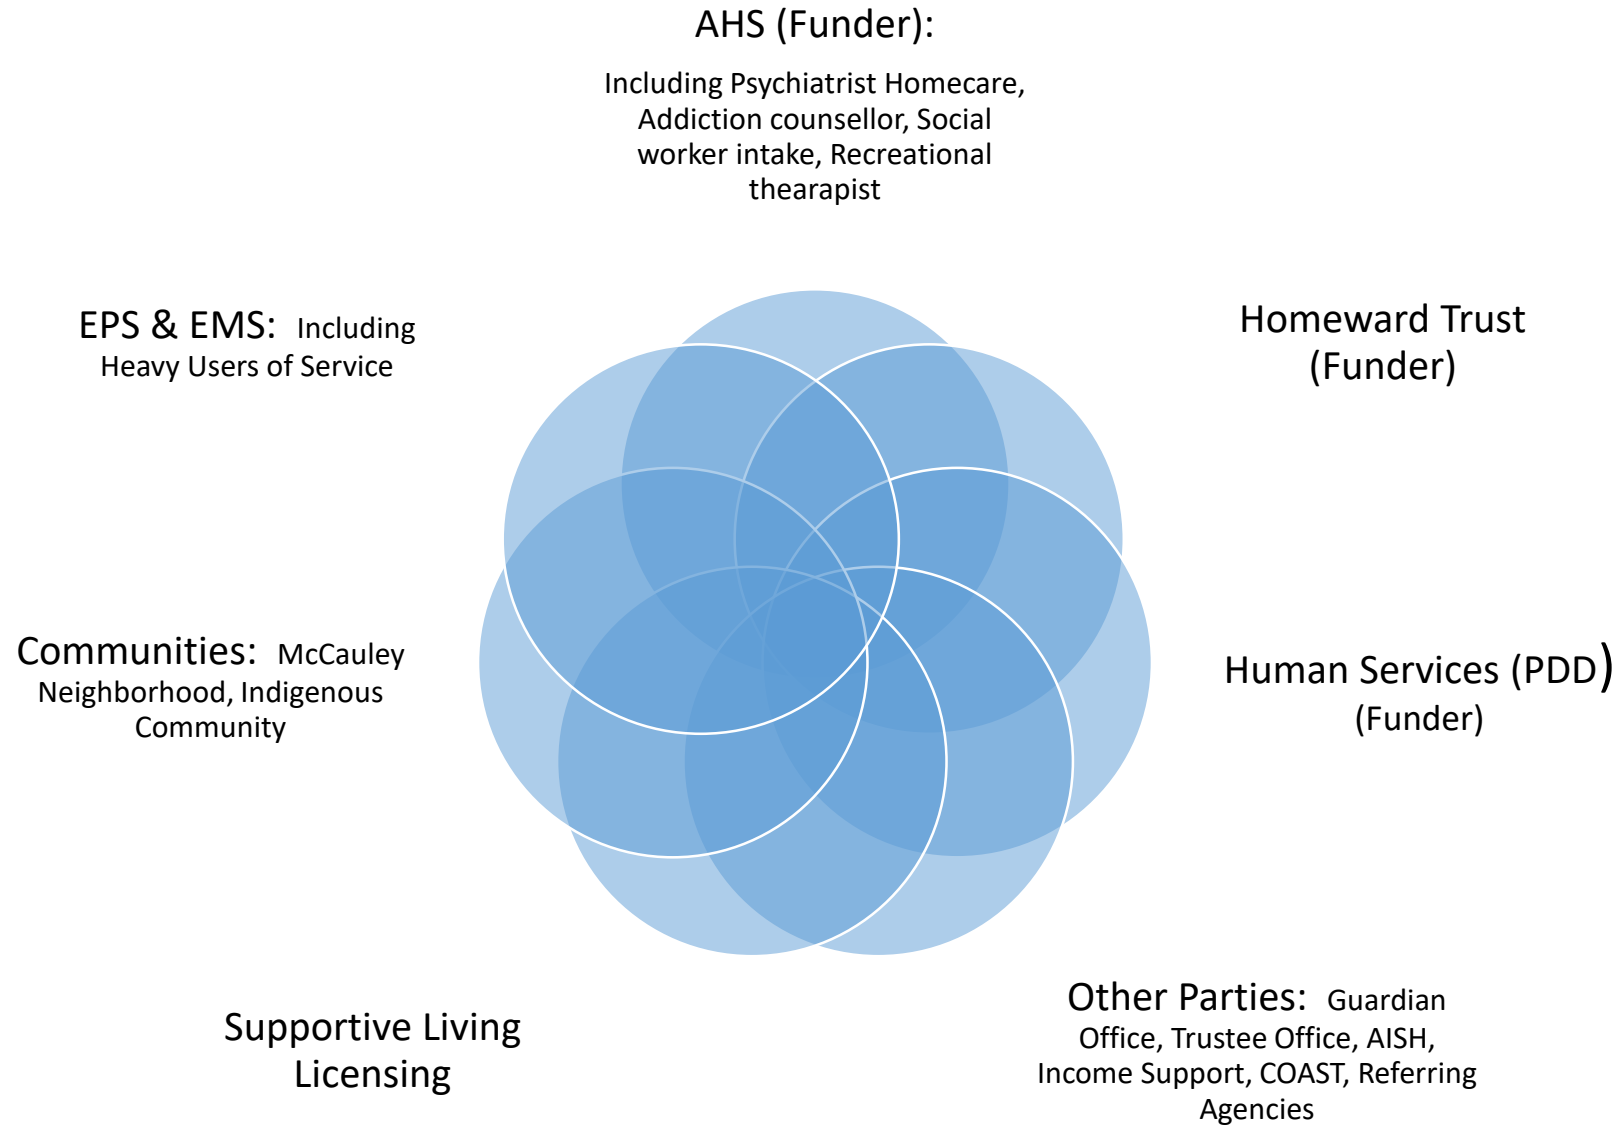 AHS (Funder):
Including Psychiatrist Homecare,
Addiction counsellor, Social
worker intake, Recreational
thearapist
Homeward Trust
(Funder)
Human Services (PDD)
(Funder)
Other Parties: Guardian
Office, Trustee Office, AISH,
Income Support, COAST, Referring
Agencies
Supportive Living
Licensing
Communities: McCauley
Neighborhood, Indigenous
Community
EPS & EMS: Including
Heavy Users of Service